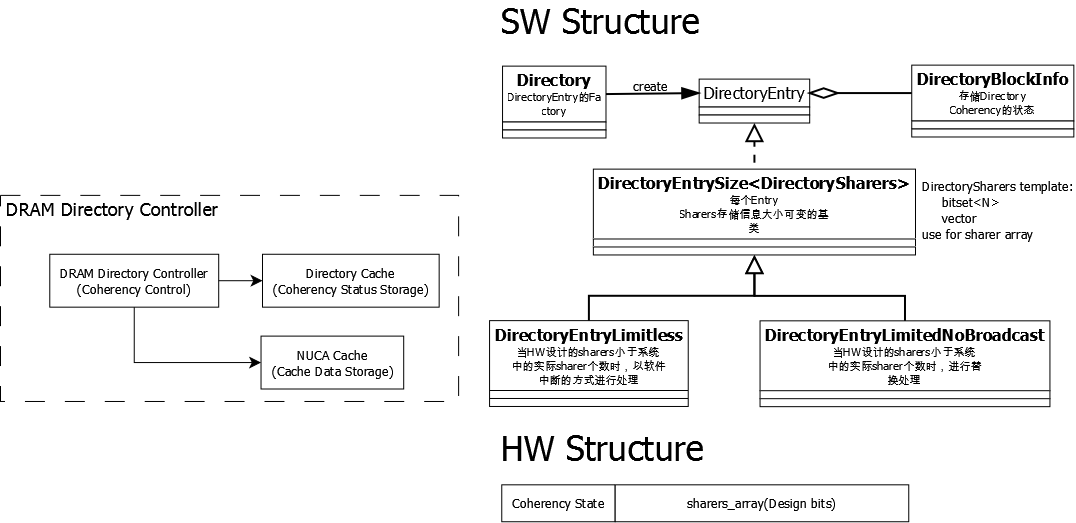 SW Structure
Directory
DirectoryEntry的Fa
ctory
create
DirectoryEntry
DirectoryBlockInfo
存储Directory
Coherency的状态
DirectoryEntrySize<DirectorySharers>
每个Entry
Sharers存储信息大小可变的基
类
DirectorySharers template:
bitset<N>
vector
use for sharer array
DRAM Directory Controller
DRAM Directory Controller
(Coherency Control)
Directory Cache
(Coherency Status Storage)
NUCA Cache
(Cache Data Storage)
DirectoryEntryLimitless
当HW设计的sharers小于系统
中的实际sharer个数时，以软件
中断的方式进行处理
DirectoryEntryLimitedNoBroadcast
当HW设计的sharers小于系统
中的实际sharer个数时，进行替
换处理
HW Structure
Coherency State
sharers_array(Design bits)